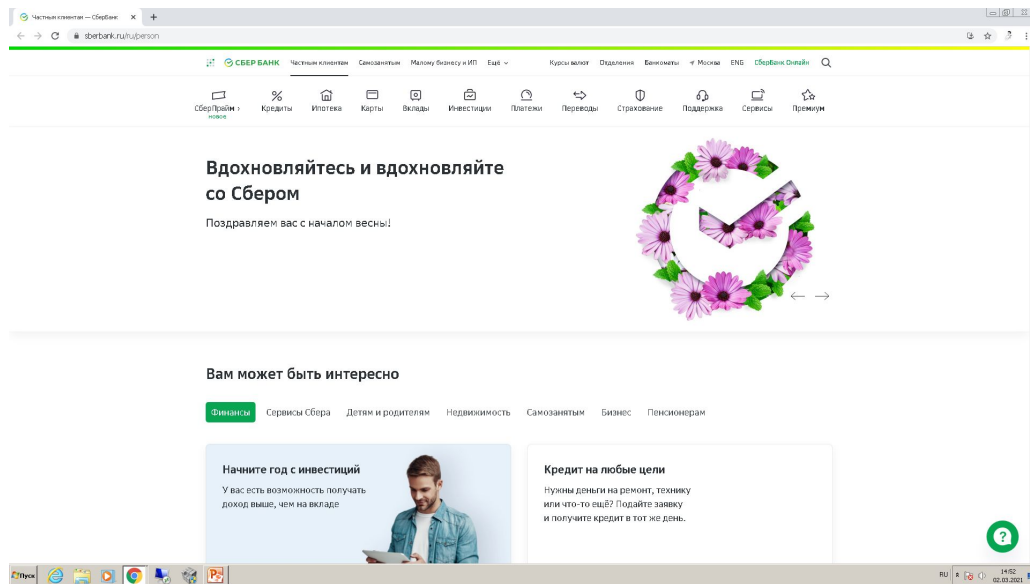 Частным клиентам — СберБанк
sberbank.ru/ru/person
СБЕР БАНК Частным клиентам Самозанятым Малому бизнесу и ИП Ещё Курсы валют Отделения Банкоматы Москва ENG СберБанк Онлайн
СберПрайм Кредиты Ипотека Карты Вклады Инвестиции Платежи Переводы Страхование Поддержка Сервисы Премиум
новое
Вдохновляйтесь и вдохновляйте
со Сбером
Поздравляем вас с началом весны!
Вам может быть интересно
Финансы Сервисы Сбера Детям и родителям Недвижимость Самозанятым Бизнес Пенсионерам
Начните год с инвестиций
У вас есть возможность получать
доход выше, чем на вкладе
Кредит на любые цели
Нужны деньги на ремонт, технику
или что-то ещё? Подайте заявку
и получите кредит в тот же день.
?
Пуск
RU
14:52
02.03.2021